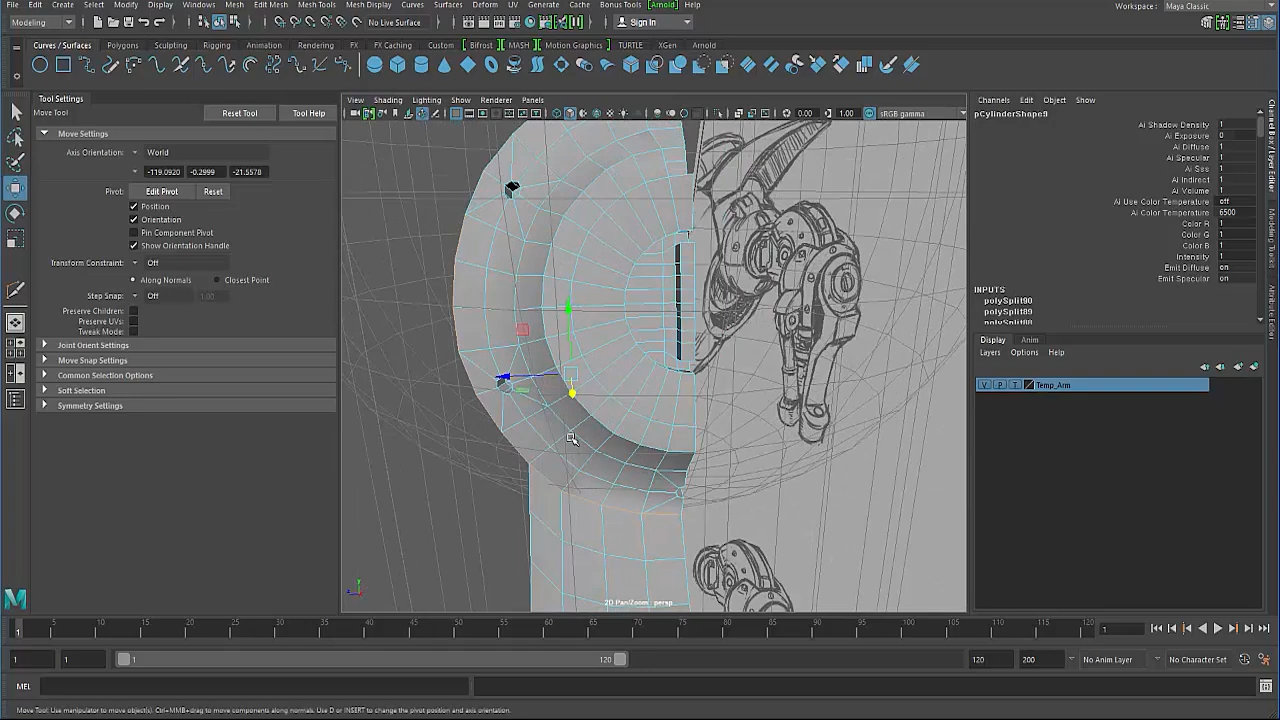 File Edit Create Select Modify Display Windows Mesh Edit Mesh Mesh Tools Mesh Display Curves Surfaces Deform UV Generate Cache Bonus Tools Arnold Help
Workspace : Maya Classic
Modeling No Live Surface Sign In
Curves / Surfaces Polygons Sculpting Rigging Animation Rendering FX FX Caching Custom Bifrost MASH Motion Graphics TURTLE XGen Arnold
Tool Settings
Move Tool Reset Tool Tool Help
Move Settings
Axis Orientation: World
-119.0920 -0.2999 -21.5578
Pivot: Edit Pivot Reset
Position
Orientation
Pin Component Pivot
Show Orientation Handle
Transform Constraint: Off
Along Normals Closest Point
Step Snap: Off 1.00
Preserve Children:
Preserve UVs:
Tweak Mode:
Joint Orient Settings
Move Snap Settings
Common Selection Options
Soft Selection
Symmetry Settings
View Shading Lighting Show Renderer Panels
0.00 1.00 sRGB gamma
2D Pan/Zoom : persp
Channels Edit Object Show
pCylinderShape9
Ai Shadow Density 1
Ai Exposure 0
Ai Diffuse 1
Ai Specular 1
Ai Sss 1
Ai Indirect 1
Ai Volume 1
Ai Use Color Temperature off
Ai Color Temperature 6500
Color R 1
Color G 1
Color B 1
Intensity 1
Emit Diffuse on
Emit Specular on
INPUTS
polySplit90
polySplit89
polySplit88
Display Anim
Layers Options Help
V P T Temp_Arm
Channel Box / Layer Editor
Modeling Toolkit
Attribute Editor
1 5 10 15 20 25 30 35 40 45 50 55 60 65 70 75 80 85 90 95 100 105 110 115 120 1
1 1 1 120 120 200 No Anim Layer No Character Set
MEL
Move Tool: Use manipulator to move object(s). Ctrl+MMB+drag to move components along normals. Use D or INSERT to change the pivot position and axis orientation.